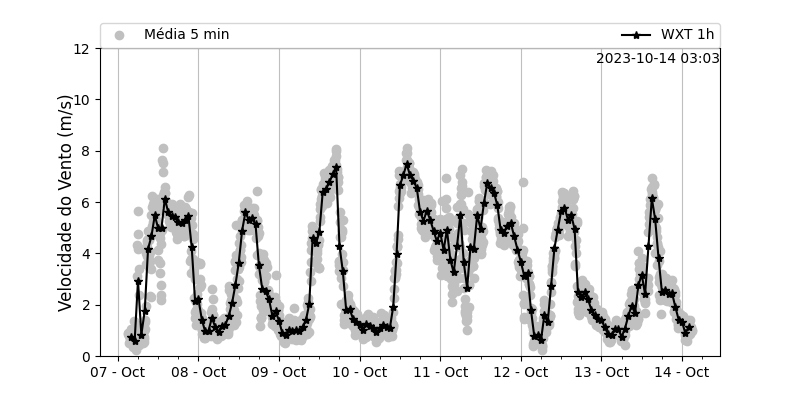 Média 5 min
WXT 1h
2023-10-14 03:03
Velocidade do Vento (m/s)
12
10
8
6
4
2
0
07 - Oct
08 - Oct
09 - Oct
10 - Oct
11 - Oct
12 - Oct
13 - Oct
14 - Oct